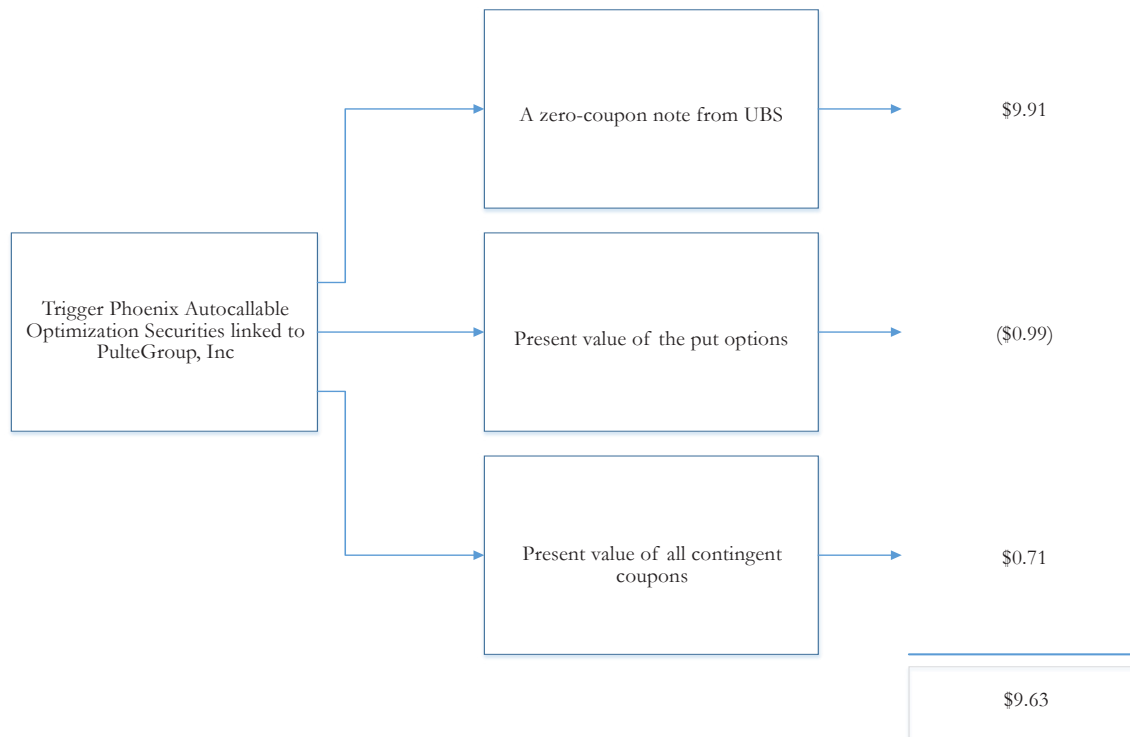 A zero-coupon note from UBS
$9.91
Trigger Phoenix Autocallable
Optimization Securities linked to
PulteGroup, Inc
Present value of the put options
($0.99)
Present value of all contingent
coupons
$0.71
$9.63